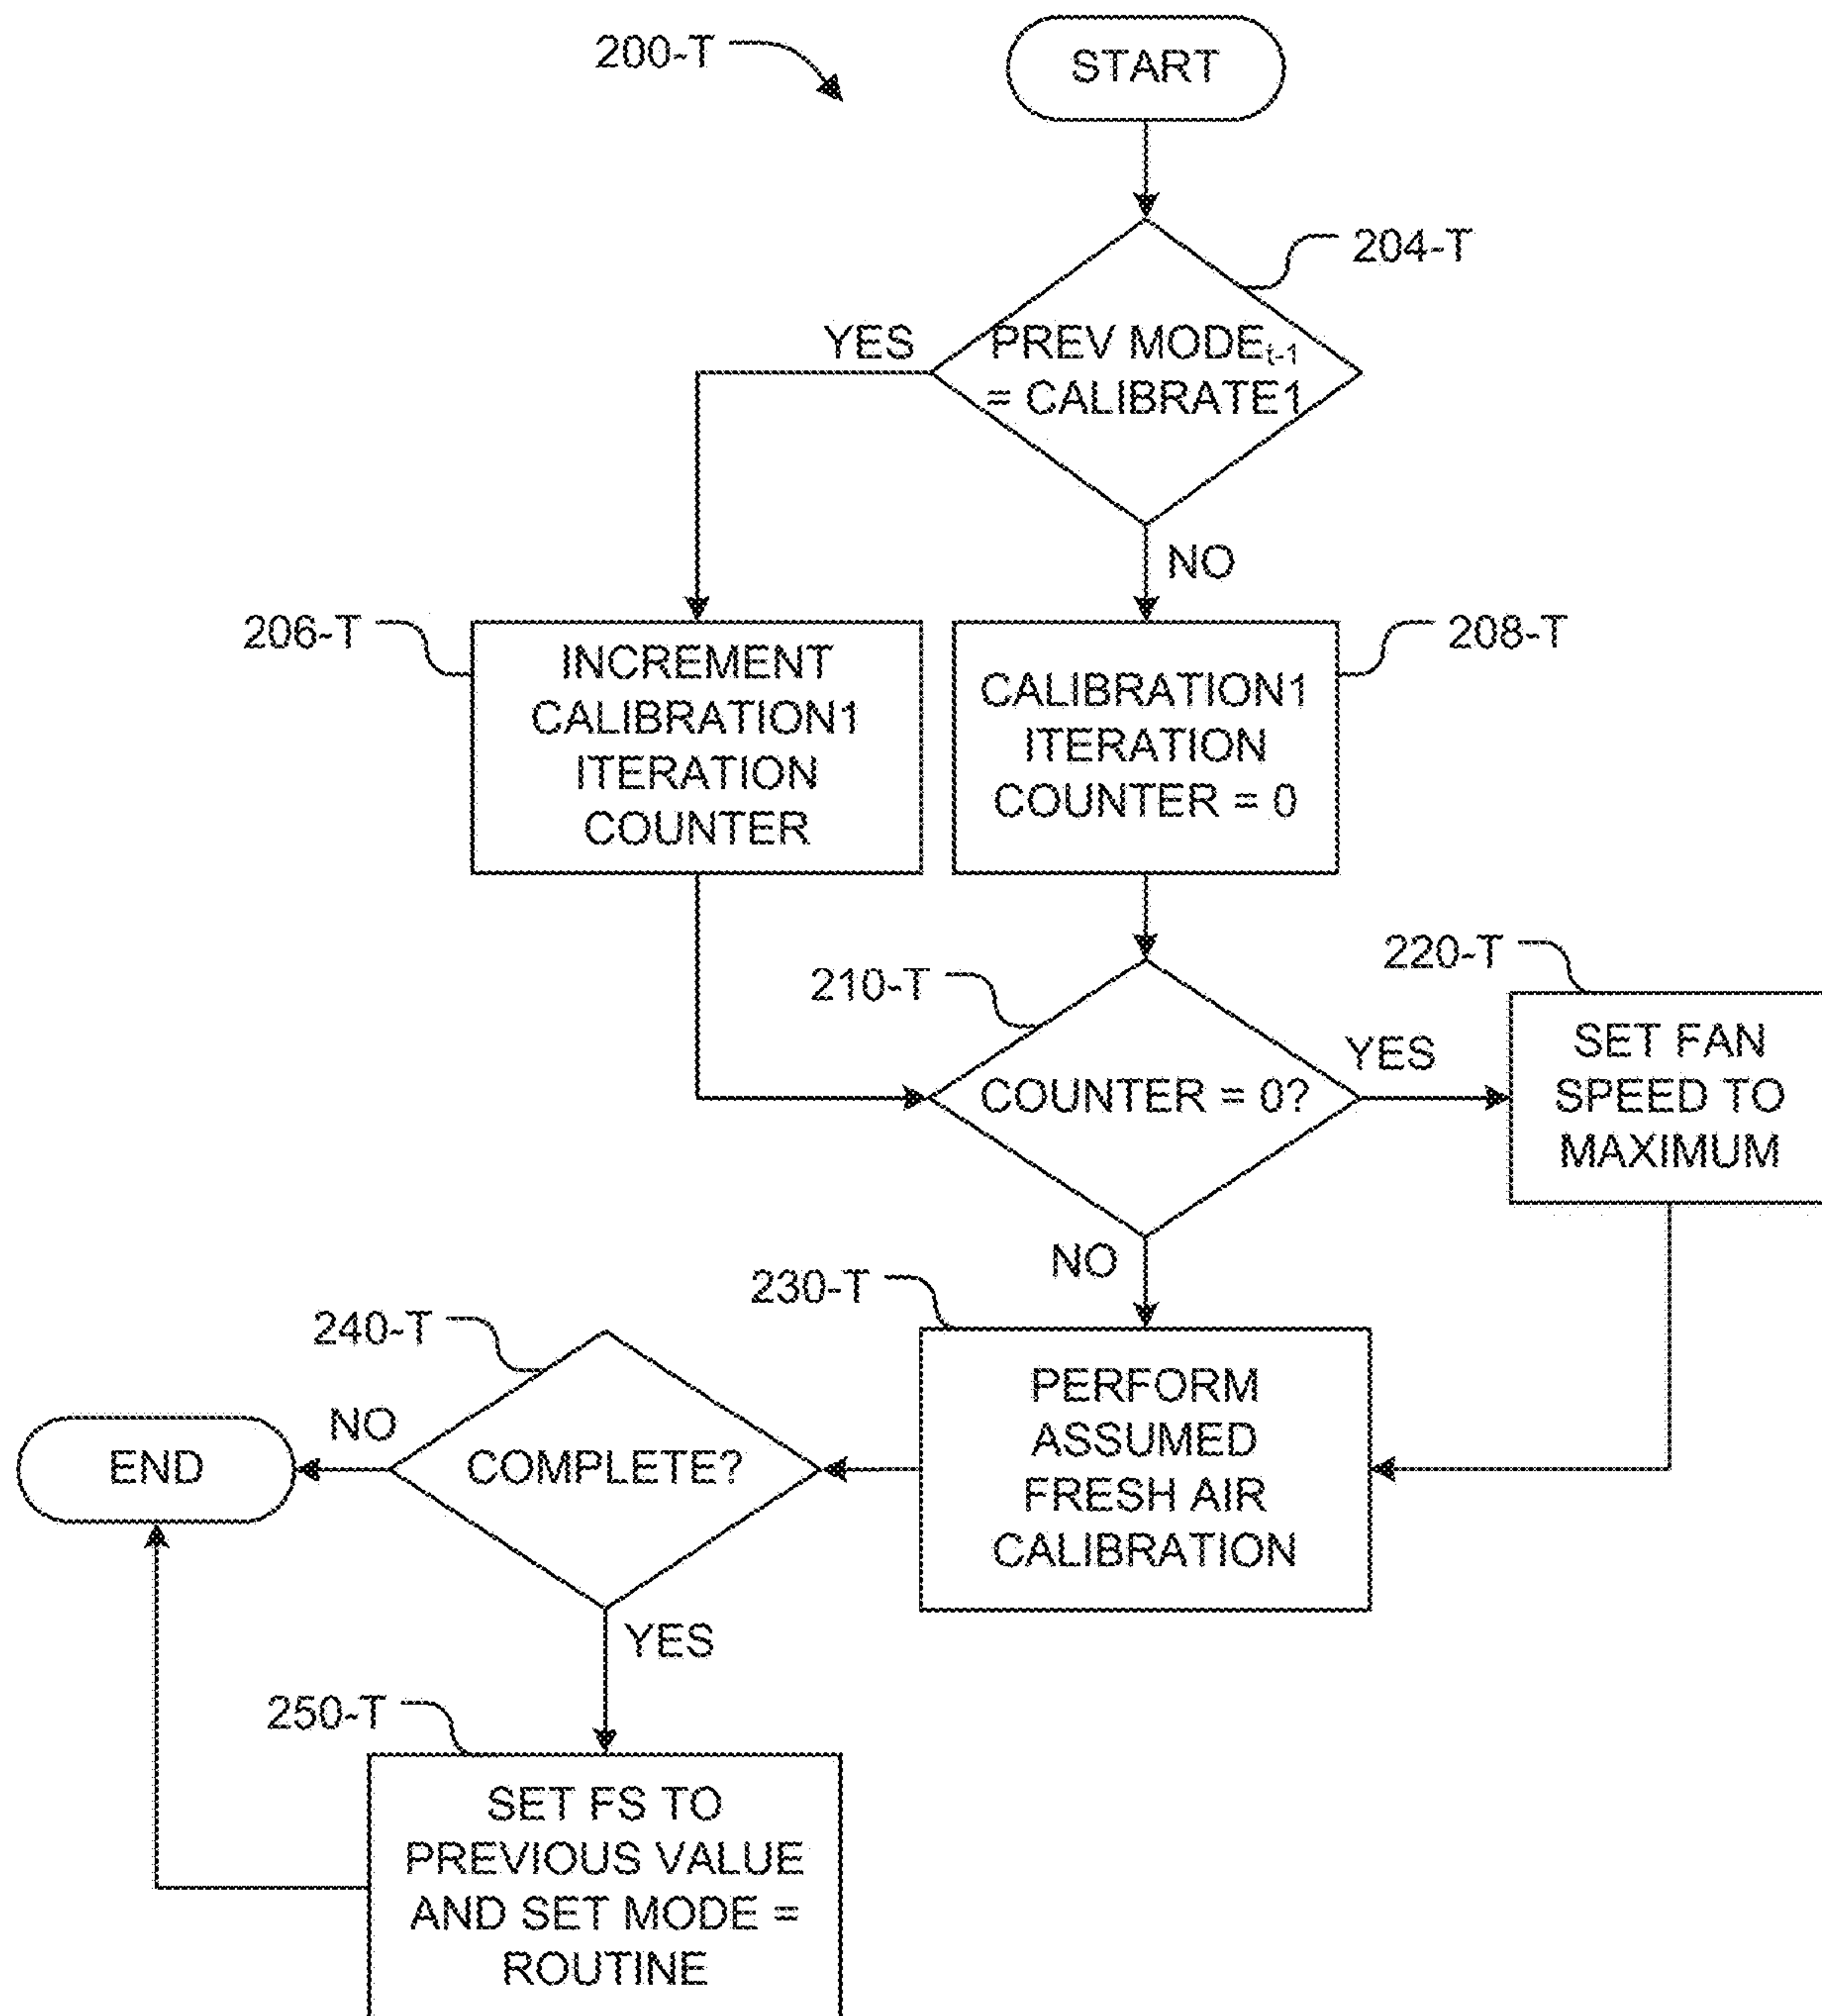 200-T
START
204-T
YES
PREV MODEt-1
= CALIBRATE1
NO
206-T
INCREMENT
CALIBRATION1
ITERATION
COUNTER
208-T
CALIBRATION1
ITERATION
COUNTER = 0
210-T
COUNTER = 0?
YES
220-T
SET FAN
SPEED TO
MAXIMUM
NO
230-T
PERFORM
ASSUMED
FRESH AIR
CALIBRATION
240-T
COMPLETE?
NO
END
YES
250-T
SET FS TO
PREVIOUS VALUE
AND SET MODE =
ROUTINE